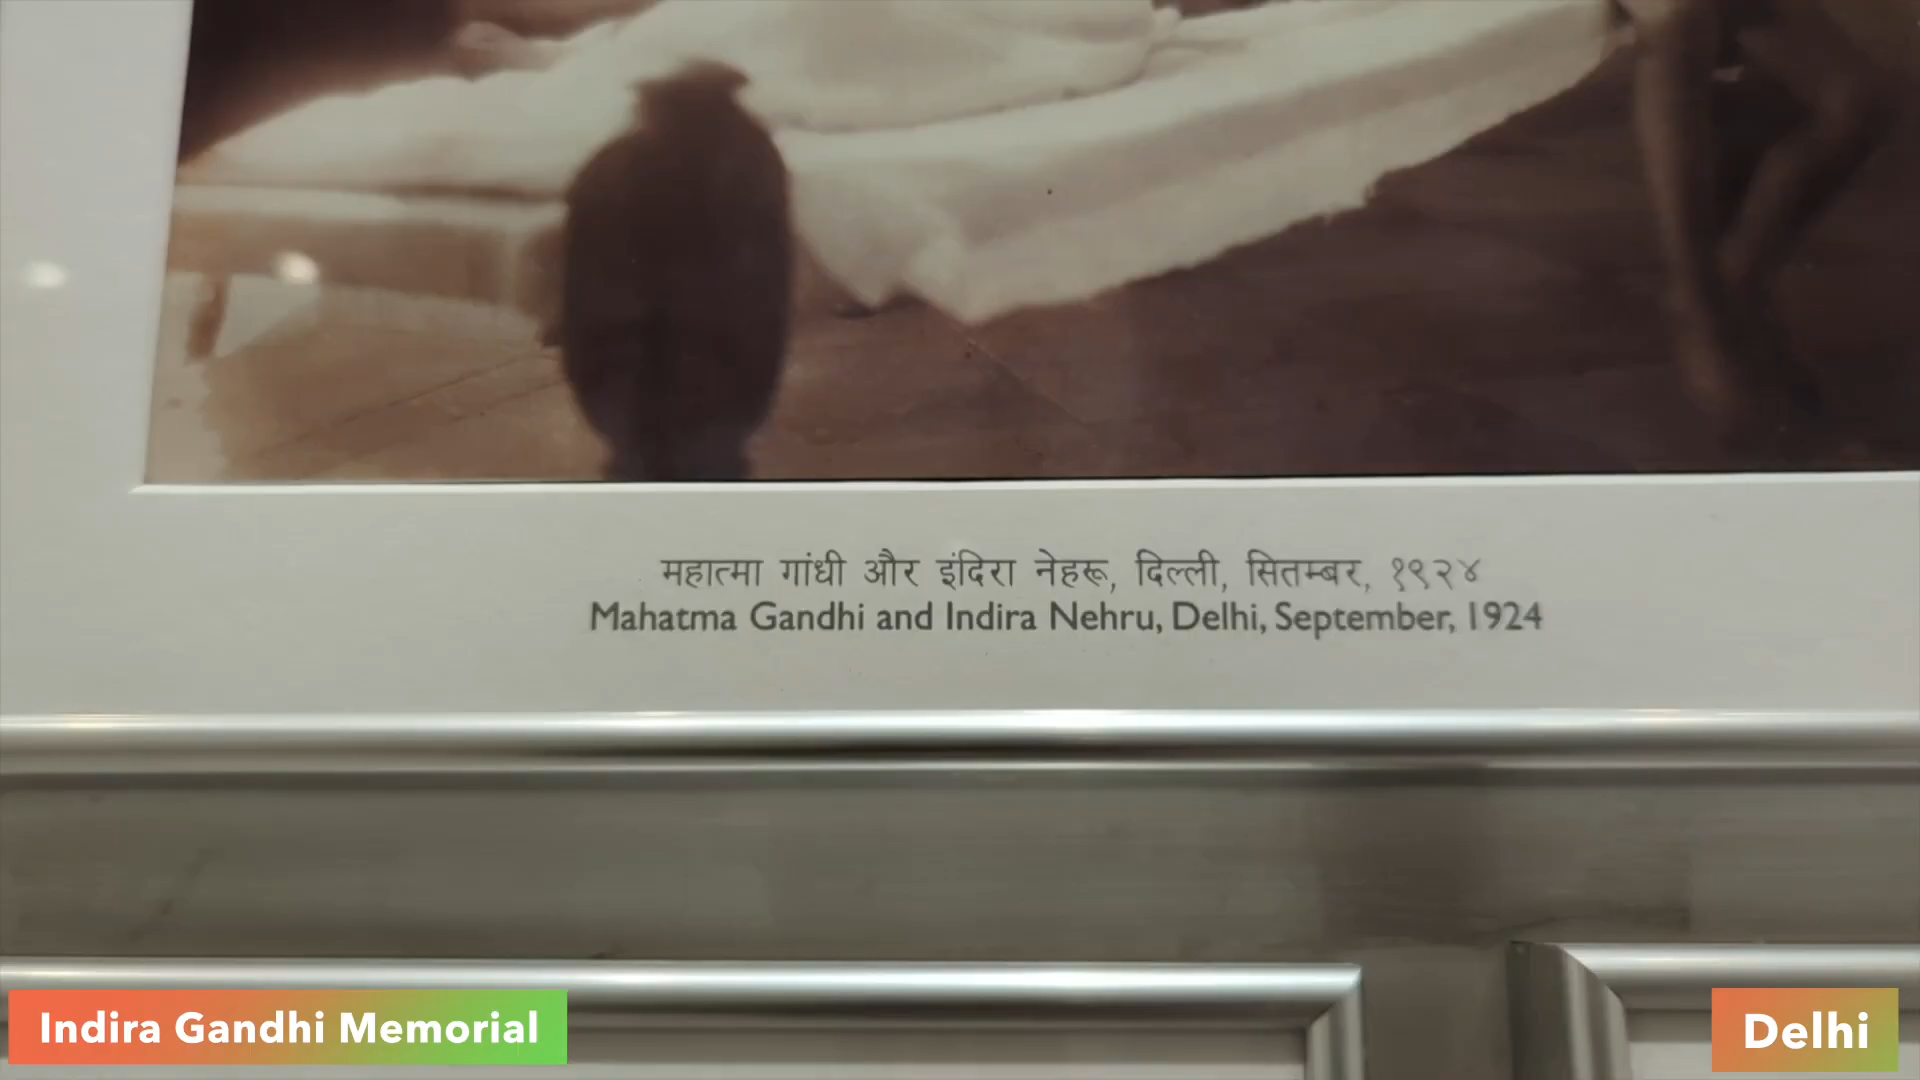 महात्मा गांधी और इंदिरा नेहरू, दिल्ली, सितम्बर, १९२४
Mahatma Gandhi and Indira Nehru, Delhi, September, 1924
Indira Gandhi Memorial
Delhi